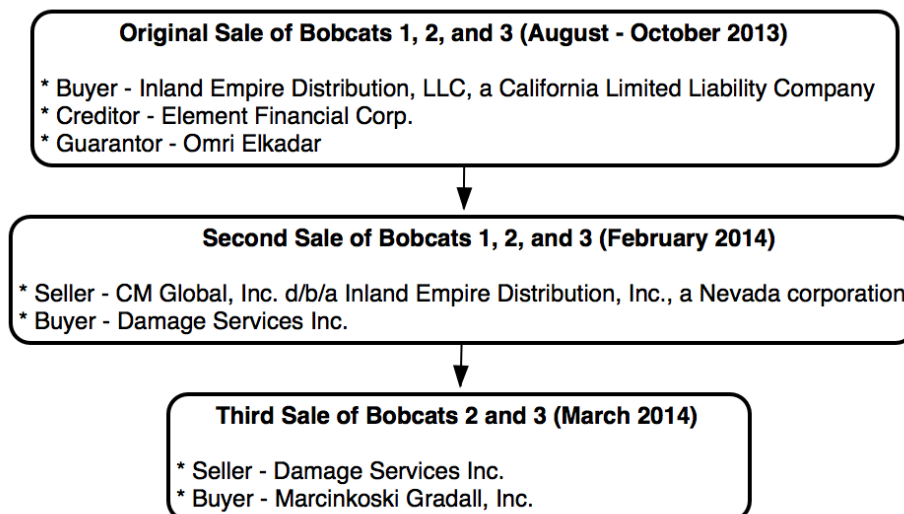 Original Sale of Bobcats 1, 2, and 3 (August - October 2013)
* Buyer - Inland Empire Distribution, LLC, a California Limited Liability Company
* Creditor - Element Financial Corp.
* Guarantor - Omri Elkadar
Second Sale of Bobcats 1, 2, and 3 (February 2014)
* Seller - CM Global, Inc. d/b/a Inland Empire Distribution, Inc., a Nevada corporation
* Buyer - Damage Services Inc.
Third Sale of Bobcats 2 and 3 (March 2014)
* Seller - Damage Services Inc.
* Buyer - Marcinkoski Gradall, Inc.